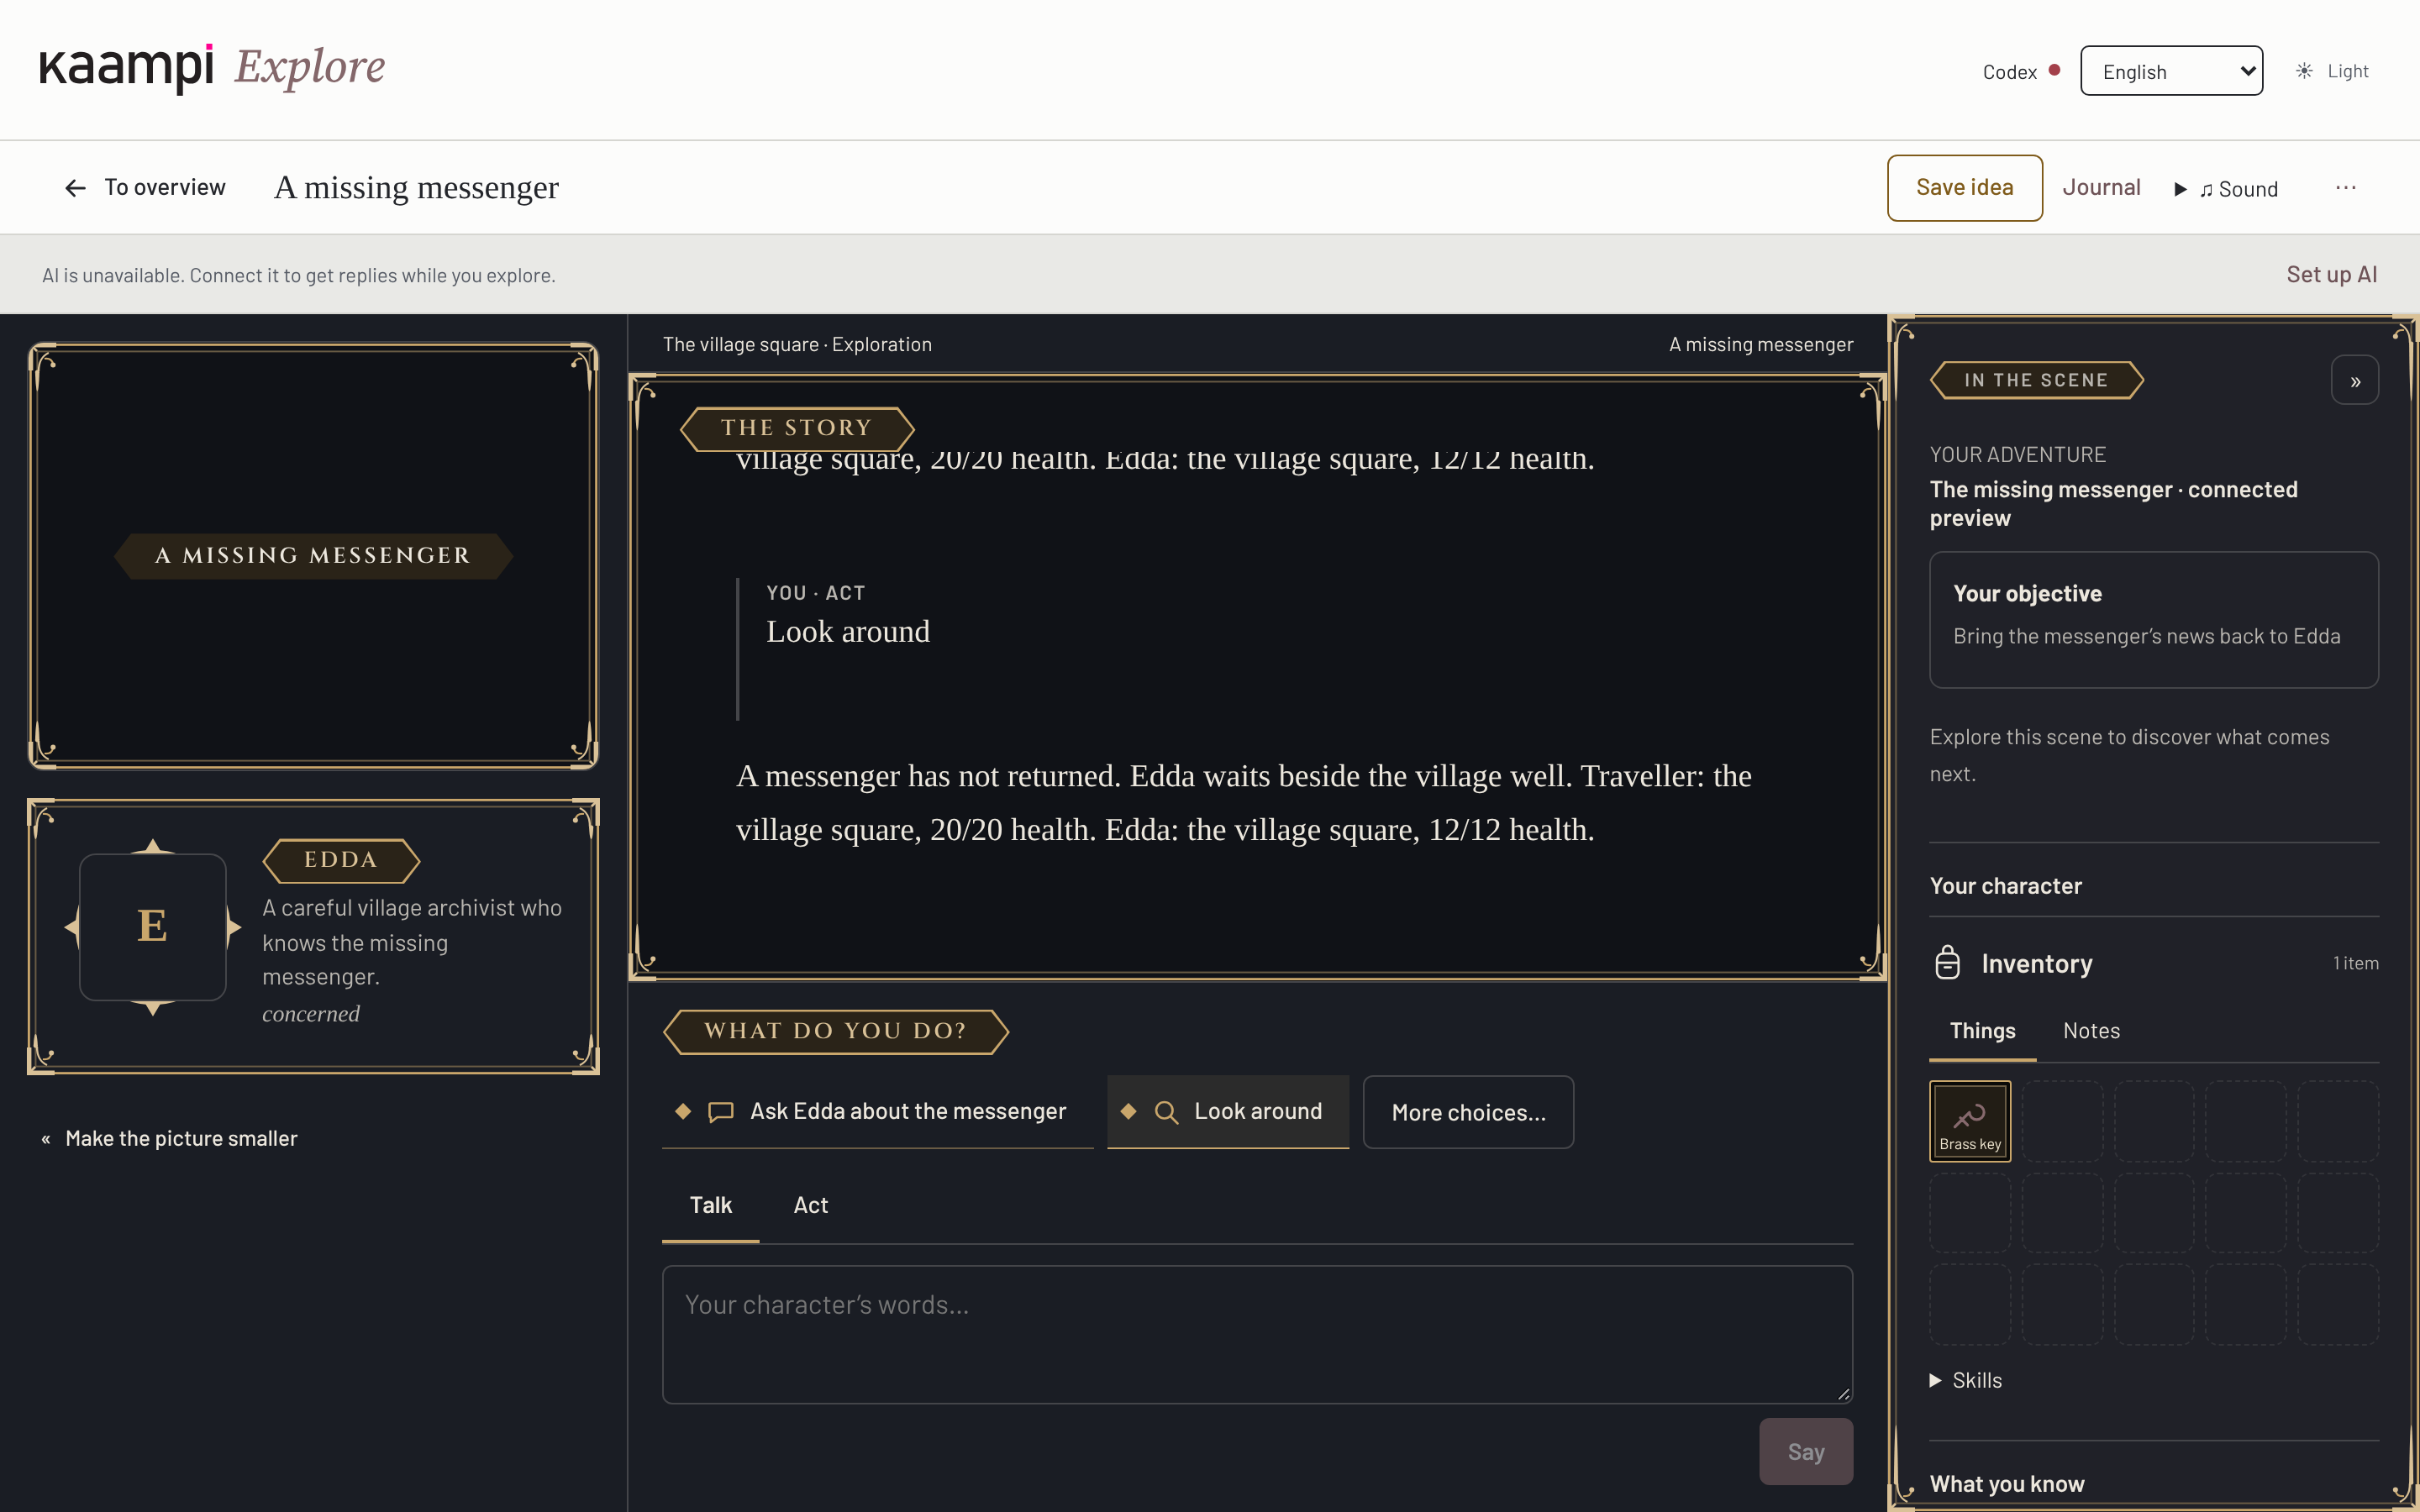 Kaampi Explore
Codex
English
☀ Light
← To overview
A missing messenger
Save idea
Journal
▶ ♫ Sound
...
AI is unavailable. Connect it to get replies while you explore.
Set up AI
A MISSING MESSENGER
EDDA
E
A careful village archivist who
knows the missing
messenger.
concerned
« Make the picture smaller
The village square · Exploration
A missing messenger
THE STORY
village square, 20/20 health. Edda: the village square, 12/12 health.
YOU · ACT
Look around
A messenger has not returned. Edda waits beside the village well. Traveller: the
village square, 20/20 health. Edda: the village square, 12/12 health.
WHAT DO YOU DO?
Ask Edda about the messenger
Look around
More choices...
Talk
Act
Your character’s words...
Say
IN THE SCENE
»
YOUR ADVENTURE
The missing messenger · connected
preview
Your objective
Bring the messenger’s news back to Edda
Explore this scene to discover what comes
next.
Your character
Inventory
1 item
Things
Notes
Brass key
▶ Skills
What you know